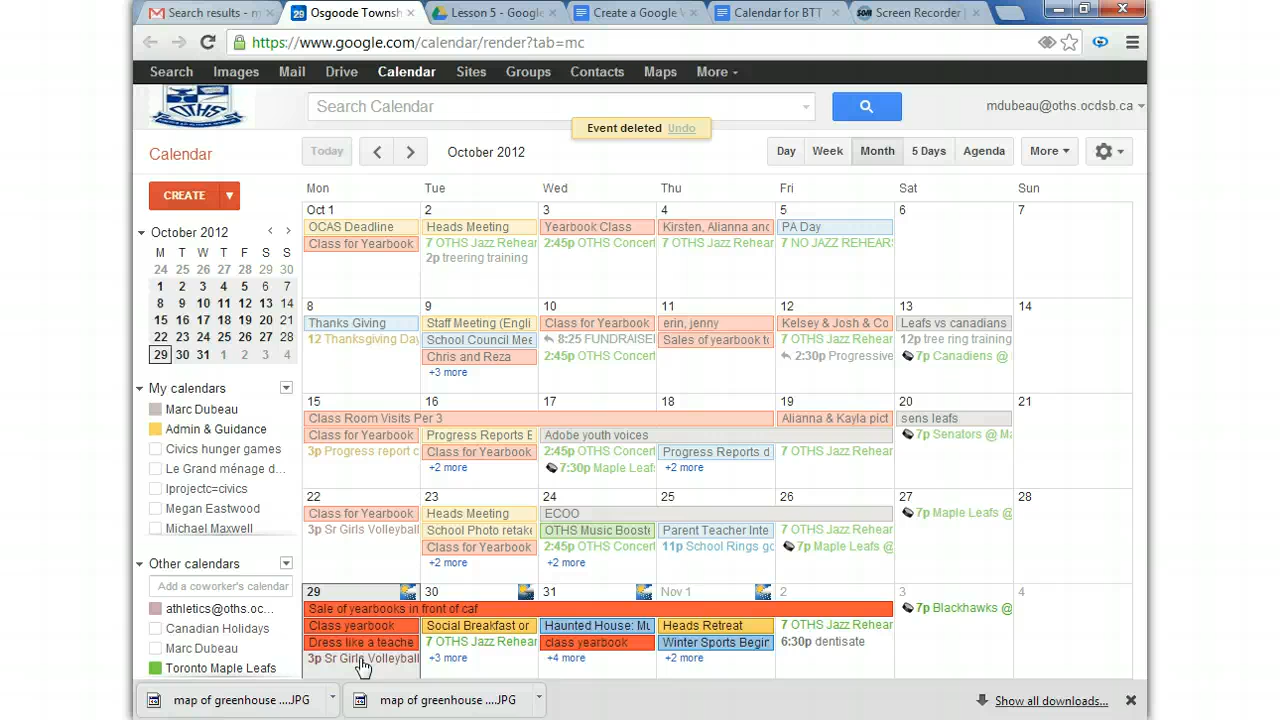 Search results - m
29 Osgoode Townsh
Lesson 5 - Google
Create a Google
Calendar for BTT
Screen Recorder
https://www.google.com/calendar/render?tab=mc
Search Images Mail Drive Calendar Sites Groups Contacts Maps More
OTHS
Search Calendar
mdubeau@oths.ocdsb.ca
Event deleted Undo
Calendar
Today
October 2012
Day Week Month 5 Days Agenda More
CREATE
October 2012
M T W T F S S
24 25 26 27 28 29 30
1 2 3 4 5 6 7
8 9 10 11 12 13 14
15 16 17 18 19 20 21
22 23 24 25 26 27 28
29 30 31 1 2 3 4
My calendars
Marc Dubeau
Admin & Guidance
Civics hunger games
Le Grand ménage d...
Iprojectc=civics
Megan Eastwood
Michael Maxwell
Other calendars
Add a coworker's calendar
athletics@oths.oc...
Canadian Holidays
Marc Dubeau
Toronto Maple Leafs
Mon Tue Wed Thu Fri Sat Sun
Oct 1 2 3 4 5 6 7
OCAS Deadline Heads Meeting Yearbook Class Kirsten, Alianna and PA Day
Class for Yearbook 7 OTHS Jazz Rehear 2:45p OTHS Concert 7 OTHS Jazz Rehear 7 NO JAZZ REHEARS
2p treering training
8 9 10 11 12 13 14
Thanks Giving Staff Meeting (Engli Class for Yearbook erin, jenny Kelsey & Josh & Co Leafs vs canadians
12 Thanksgiving Day School Council Mee 8:25 FUNDRAISE Sales of yearbook to 7 OTHS Jazz Rehear 12p tree ring training
Chris and Reza 2:45p OTHS Concert 2:30p Progressive 7p Canadiens @
+3 more
15 16 17 18 19 20 21
Class Room Visits Per 3 Alianna & Kayla pict sens leafs
Class for Yearbook Progress Reports E Adobe youth voices 7p Senators @ Ma
3p Progress report c Class for Yearbook 2:45p OTHS Concert Progress Reports d 7 OTHS Jazz Rehear
+2 more 7:30p Maple Leafs +2 more
22 23 24 25 26 27 28
Class for Yearbook Heads Meeting ECOO 7p Maple Leafs @
3p Sr Girls Volleyball School Photo retake OTHS Music Booste Parent Teacher Inte 7 OTHS Jazz Rehear
Class for Yearbook 2:45p OTHS Concert 11p School Rings go 7p Maple Leafs @
+2 more +2 more
29 30 31 Nov 1 2 3 4
Sale of yearbooks in front of caf 7p Blackhawks @
Class yearbook Social Breakfast or Haunted House: Mu Heads Retreat 7 OTHS Jazz Rehear
Dress like a teache 7 OTHS Jazz Rehear class yearbook Winter Sports Begin 6:30p dentisate
3p Sr Girls Volleyball +3 more +4 more +2 more
map of greenhouse ....JPG
map of greenhouse ....JPG
Show all downloads...